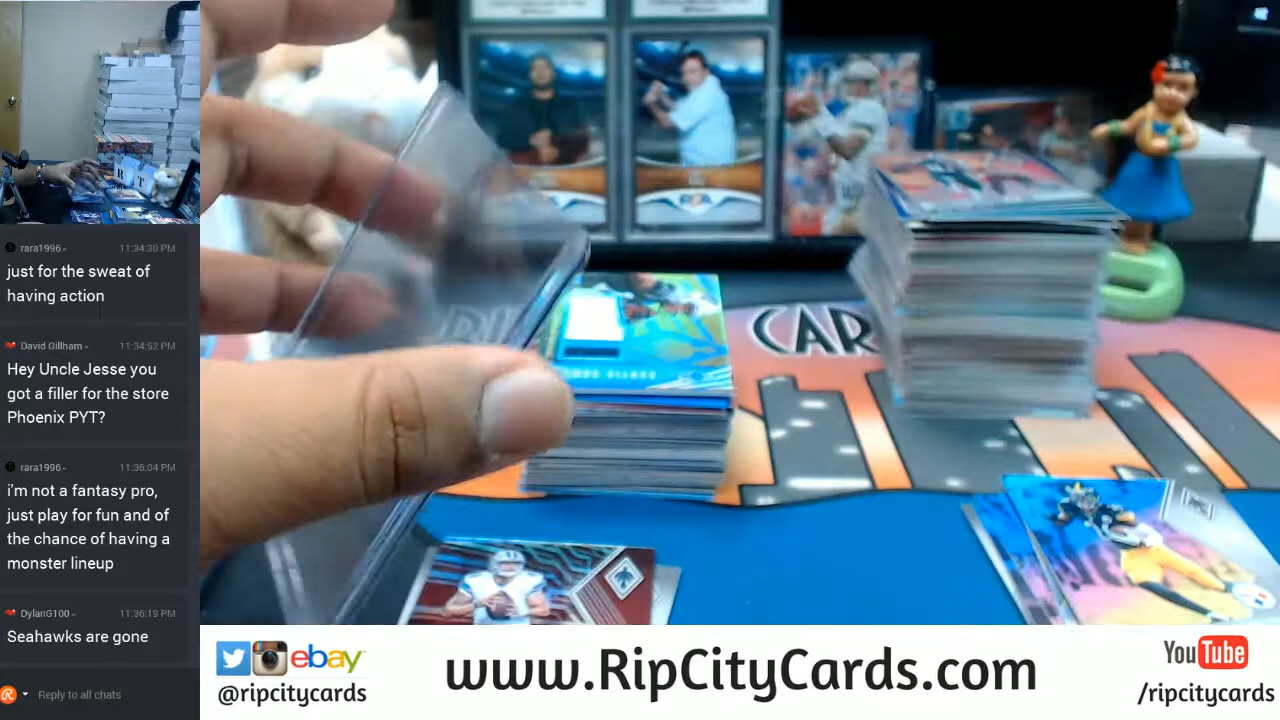 rara1996-
11:34:30 PM
just for the sweat of
having action
David Gillham-
11:34:52 PM
Hey Uncle Jesse you
got a filler for the store
Phoenix PYT?
rara1996-
11:36:04 PM
i'm not a fantasy pro,
just play for fun and of
the chance of having a
monster lineup
DylanG100-
11:36:19 PM
Seahawks are gone
Reply to all chats
R T
CAR
ebay
@ripcitycards
www.RipCityCards.com
YouTube
/ripcitycards